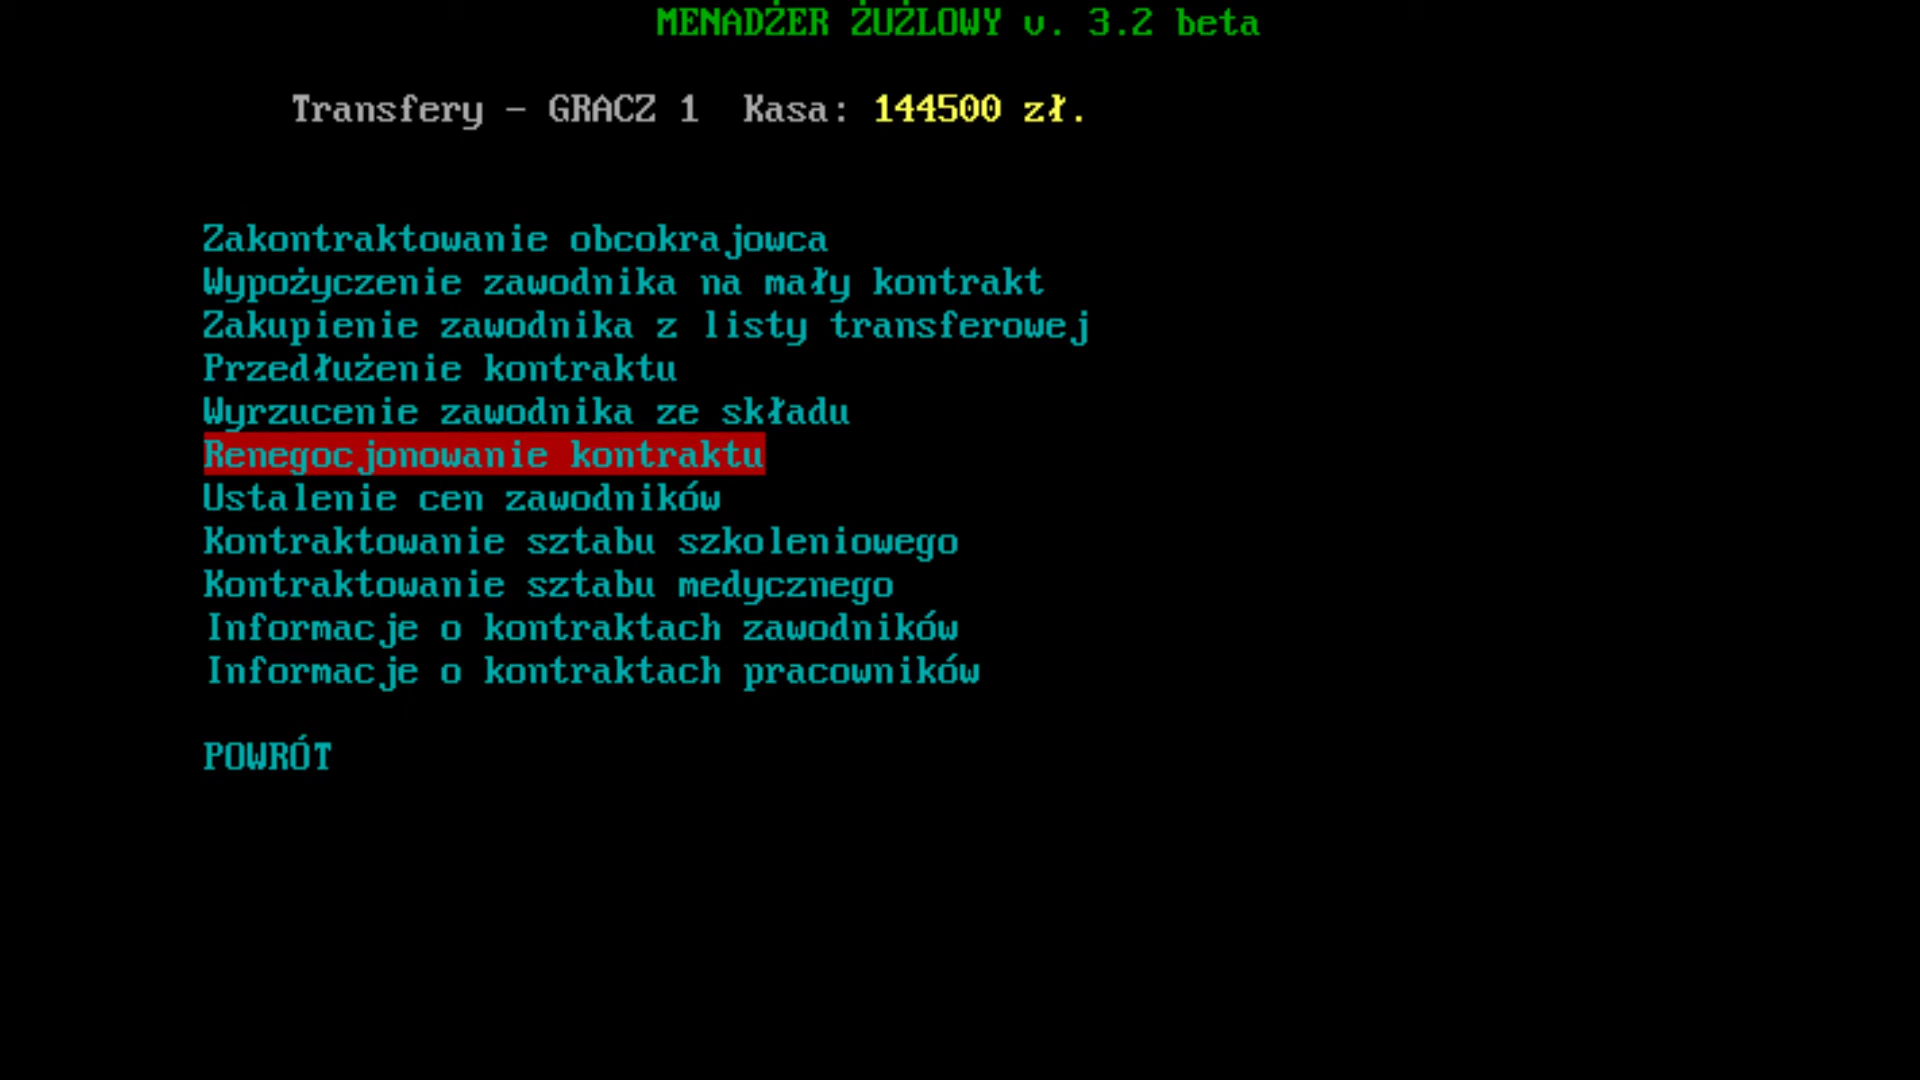 MENADŻER ŻUŻLOWY v. 3.2 beta
Transfery - GRACZ 1 Kasa: 144500 zł.
Zakontraktowanie obcokrajowca
Wypożyczenie zawodnika na mały kontrakt
Zakupienie zawodnika z listy transferowej
Przedłużenie kontraktu
Wyrzucenie zawodnika ze składu
Renegocjonowanie kontraktu
Ustalenie cen zawodników
Kontraktowanie sztabu szkoleniowego
Kontraktowanie sztabu medycznego
Informacje o kontraktach zawodników
Informacje o kontraktach pracowników
POWRÓT